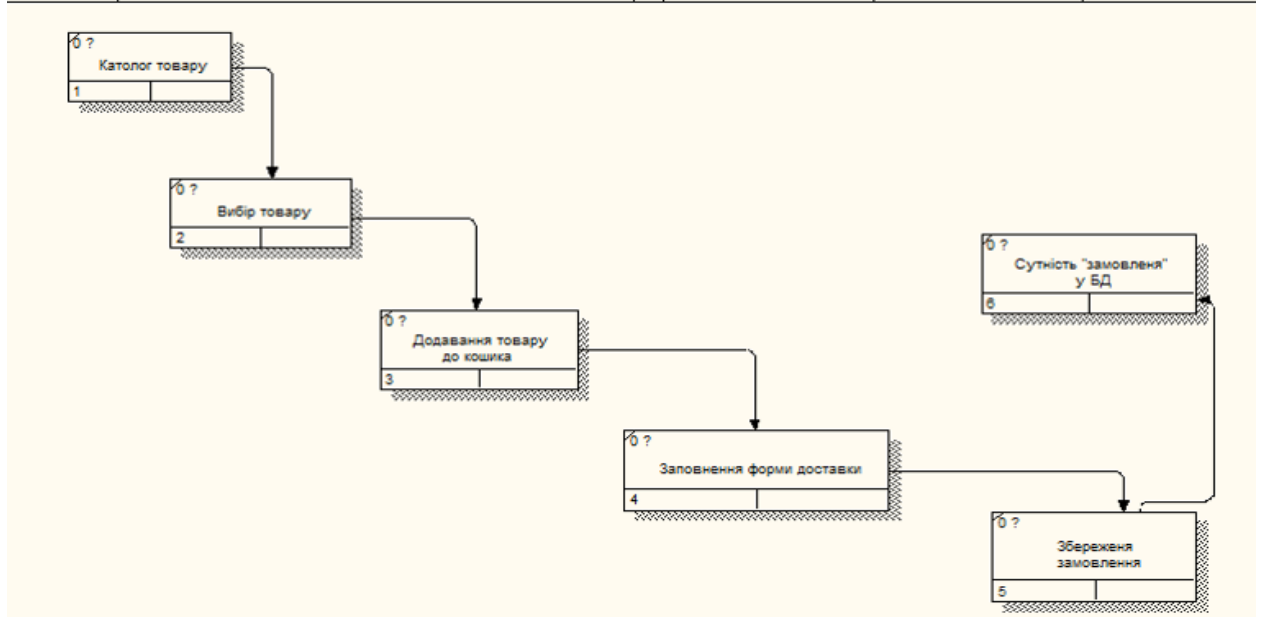 0 ?
Католог товару
1
0 ?
Вибір товару
2
0 ?
Додавання товару
до кошика
3
0 ?
Заповнення форми доставки
4
0 ?
Збереженя
замовлення
5
0 ?
Сутність "замовленя"
у БД
6